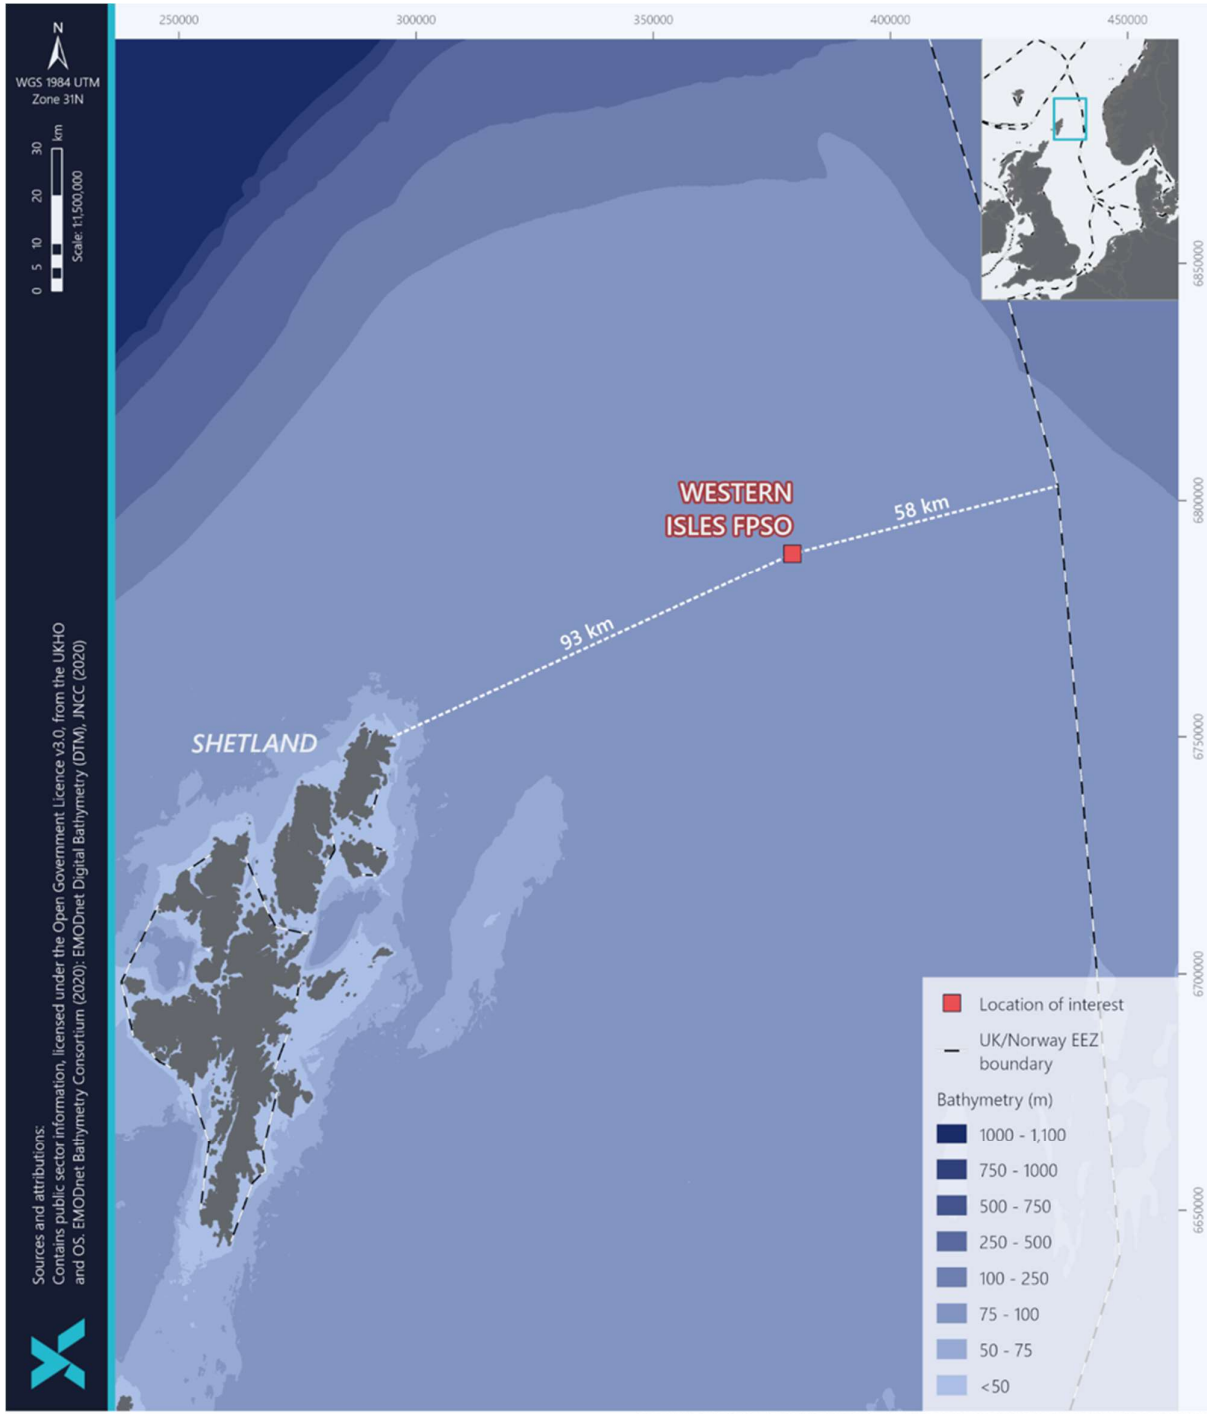 250000
300000
350000
400000
450000
N
WGS 1984 UTM
Zone 31N
0 5 10 20 30 km
Scale: 1:1,500,000
6850000
6800000
6750000
6700000
6650000
WESTERN
ISLES FPSO
58 km
93 km
SHETLAND
Location of interest
UK/Norway EEZ
boundary
Bathymetry (m)
1000 - 1,100
750 - 1000
500 - 750
250 - 500
100 - 250
75 - 100
50 - 75
<50
Sources and attributions:
Contains public sector information, licensed under the Open Government Licence v3.0, from the UKHO
and OS. EMODnet Bathymetry Consortium (2020): EMODnet Digital Bathymetry (DTM), JNCC (2020)